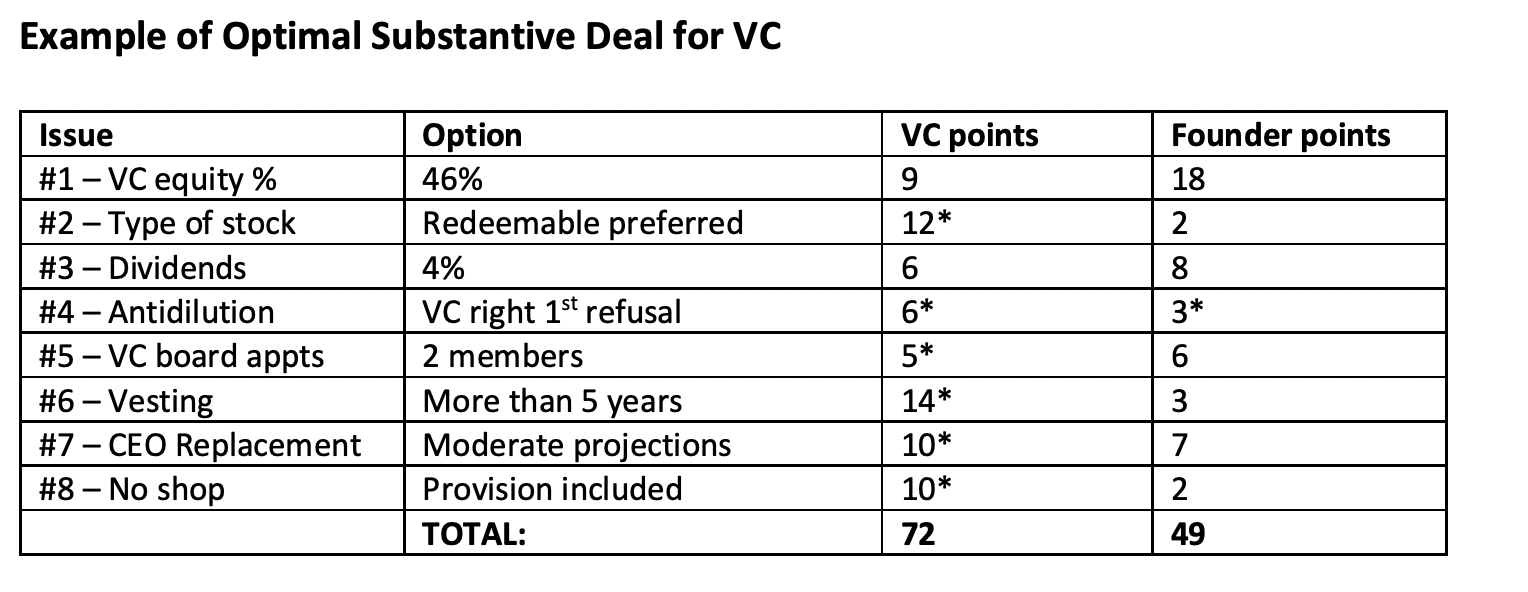 Example of Optimal Substantive Deal for VC
Issue Option VC points Founder points
#1 – VC equity % 46% 9 18
#2 – Type of stock Redeemable preferred 12* 2
#3 – Dividends 4% 6 8
#4 – Antidilution VC right 1st refusal 6* 3*
#5 – VC board appts 2 members 5* 6
#6 – Vesting More than 5 years 14* 3
#7 – CEO Replacement Moderate projections 10* 7
#8 – No shop Provision included 10* 2
TOTAL: 72 49